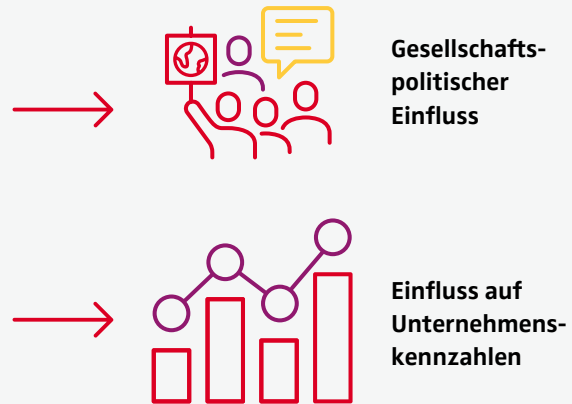 Gesellschafts-
politischer
Einfluss
Einfluss auf
Unternehmens-
kennzahlen